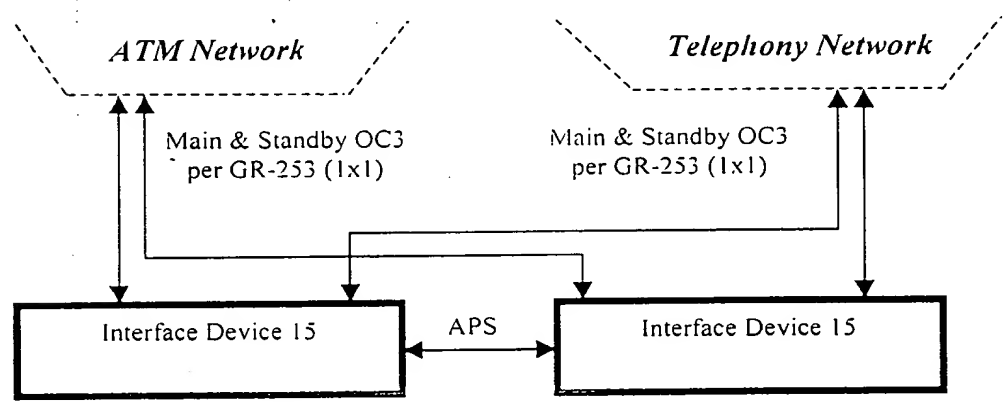 ATM Network
Telephony Network
Main & Standby OC3
per GR-253 (1x1)
Main & Standby OC3
per GR-253 (1x1)
Interface Device 15
APS
Interface Device 15